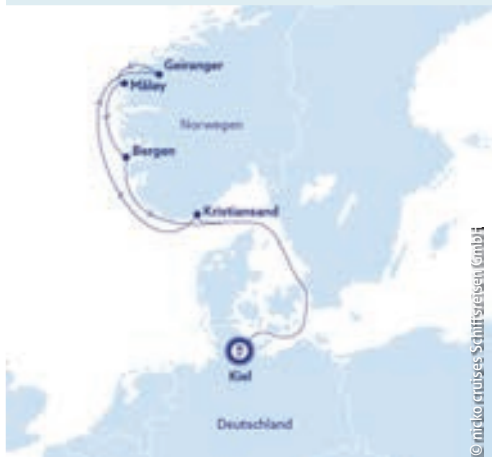 Geiranger
Måløy
Norwegen
Bergen
Kristiansand
Kiel
Deutschland
© nicko cruises Schiffsreisen GmbH